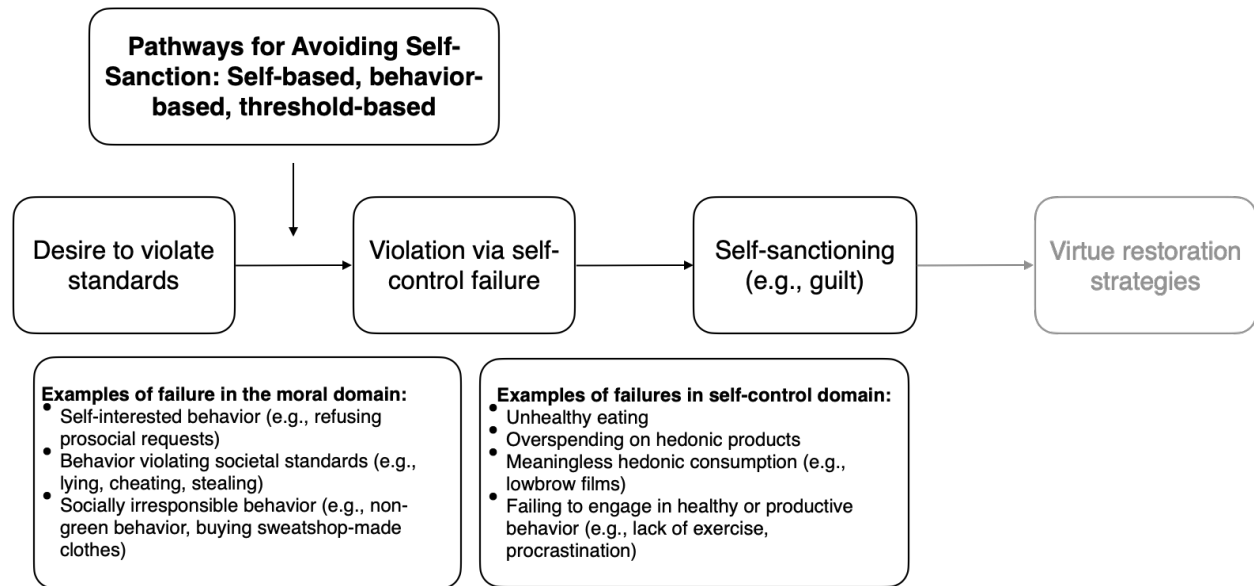 Pathways for Avoiding Self-
Sanction: Self-based, behavior-
based, threshold-based
Desire to violate
standards
Violation via self-
control failure
Self-sanctioning
(e.g., guilt)
Virtue restoration
strategies
Examples of failure in the moral domain:
• Self-interested behavior (e.g., refusing
prosocial requests)
• Behavior violating societal standards (e.g.,
lying, cheating, stealing)
• Socially irresponsible behavior (e.g., non-
green behavior, buying sweatshop-made
clothes)
Examples of failures in self-control domain:
• Unhealthy eating
• Overspending on hedonic products
• Meaningless hedonic consumption (e.g.,
lowbrow films)
• Failing to engage in healthy or productive
behavior (e.g., lack of exercise,
procrastination)